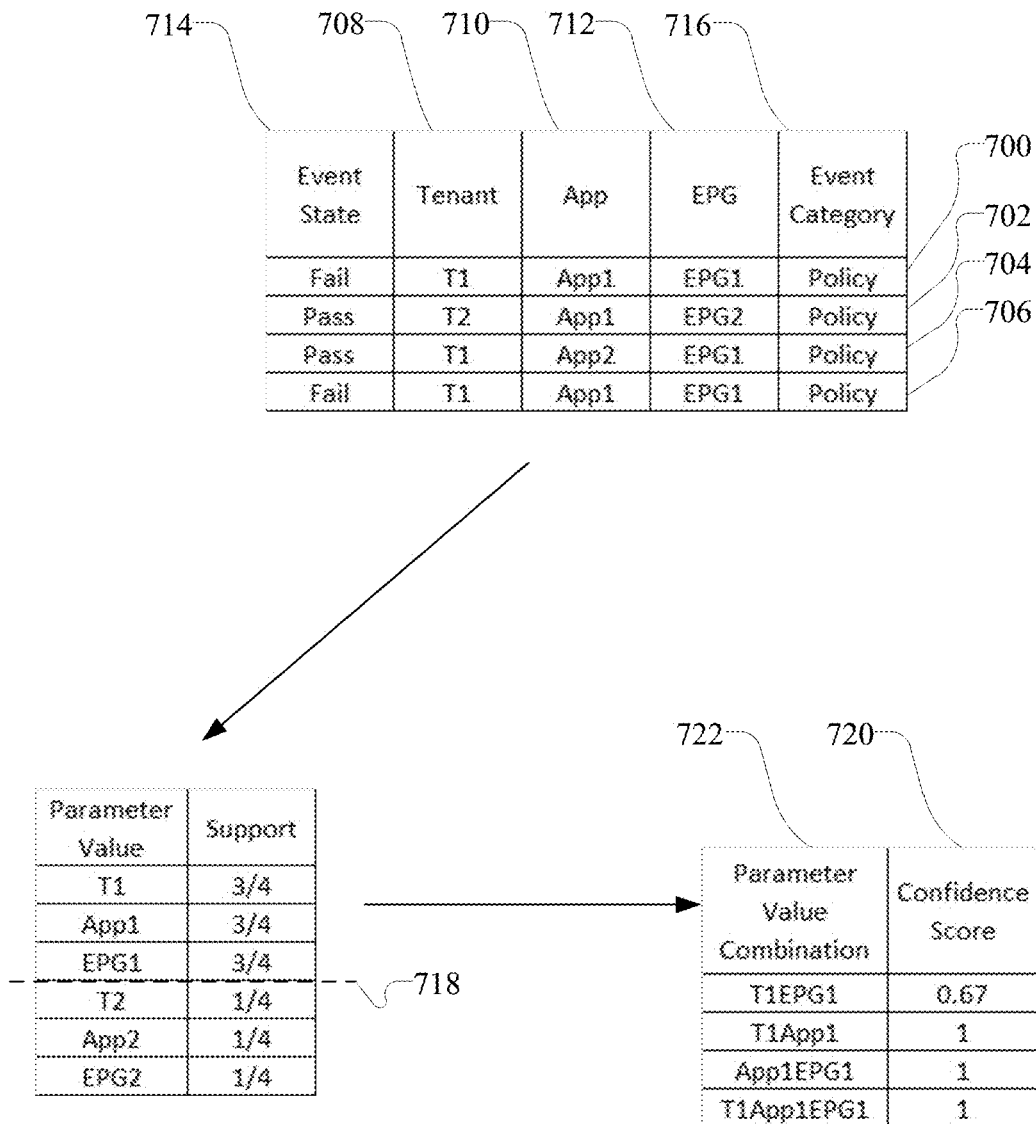 714 708 710 712 716
Event State Tenant App EPG Event Category
700
702
704
706
Fail T1 App1 EPG1 Policy
Pass T2 App1 EPG2 Policy
Pass T1 App2 EPG1 Policy
Fail T1 App1 EPG1 Policy
Parameter Value Support
T1 3/4
App1 3/4
EPG1 3/4
718
T2 1/4
App2 1/4
EPG2 1/4
722 720
Parameter Value Combination Confidence Score
T1EPG1 0.67
T1App1 1
App1EPG1 1
T1App1EPG1 1